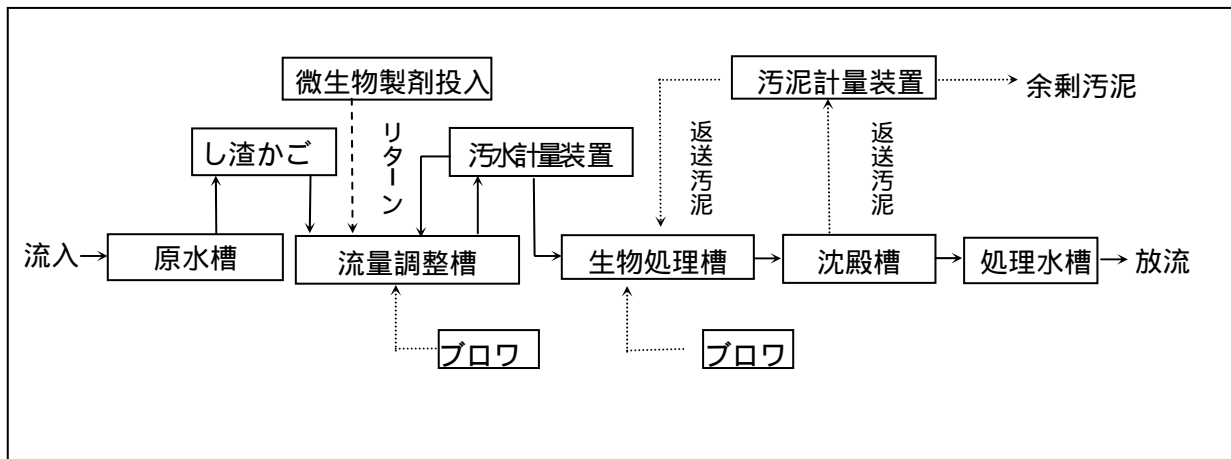 微生物製剤投入
汚泥計量装置
余剰汚泥
し渣かご
リターン
汚水計量装置
返送汚泥
返送汚泥
流入
原水槽
流量調整槽
生物処理槽
沈殿槽
処理水槽
放流
ブロワ
ブロワ